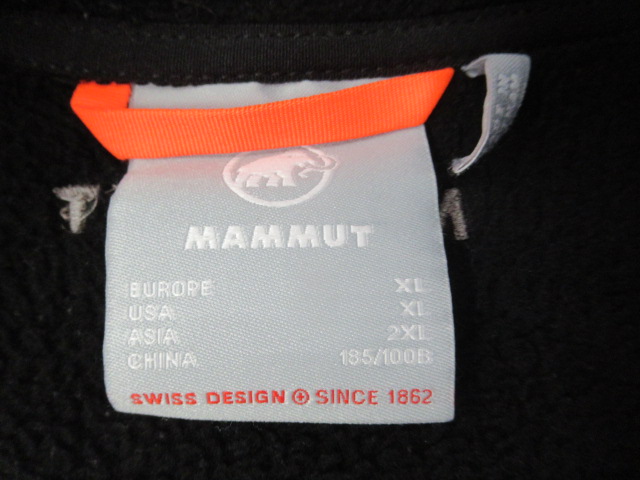 MAMMUT
EUROPE XL
USA XL
ASIA 2XL
CHINA 185/100B
SWISS DESIGN SINCE 1862